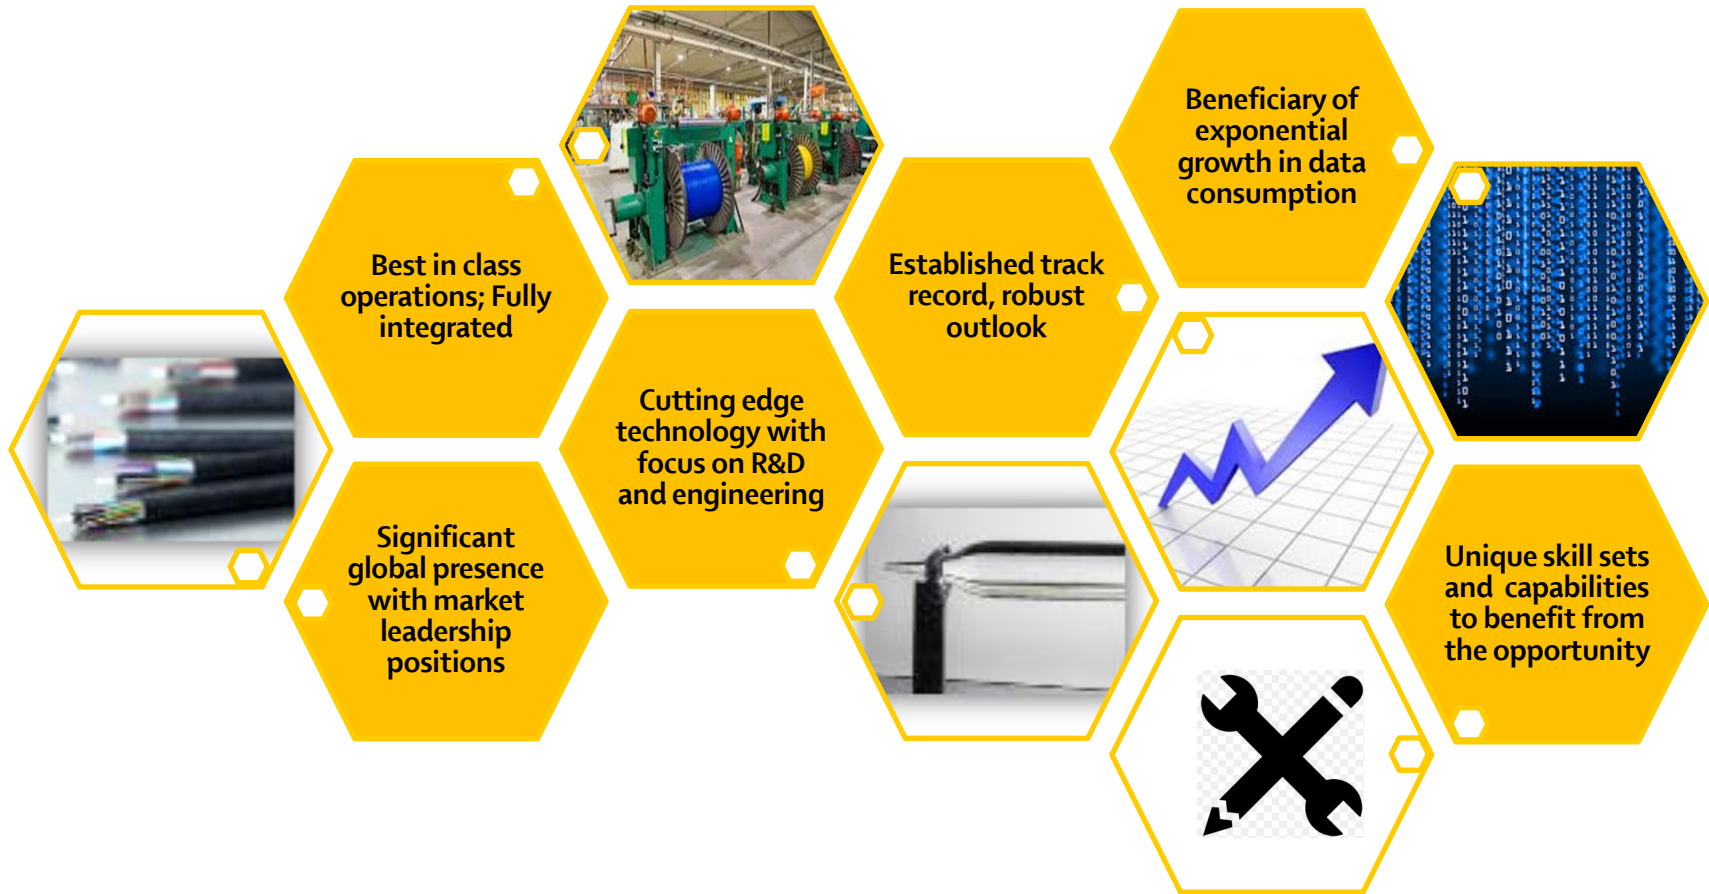 Best in class
operations; Fully
integrated
Significant
global presence
with market
leadership
positions
Cutting edge
technology with
focus on R&D
and engineering
Established track
record, robust
outlook
Beneficiary of
exponential
growth in data
consumption
Unique skill sets
and  capabilities
to benefit from
the opportunity